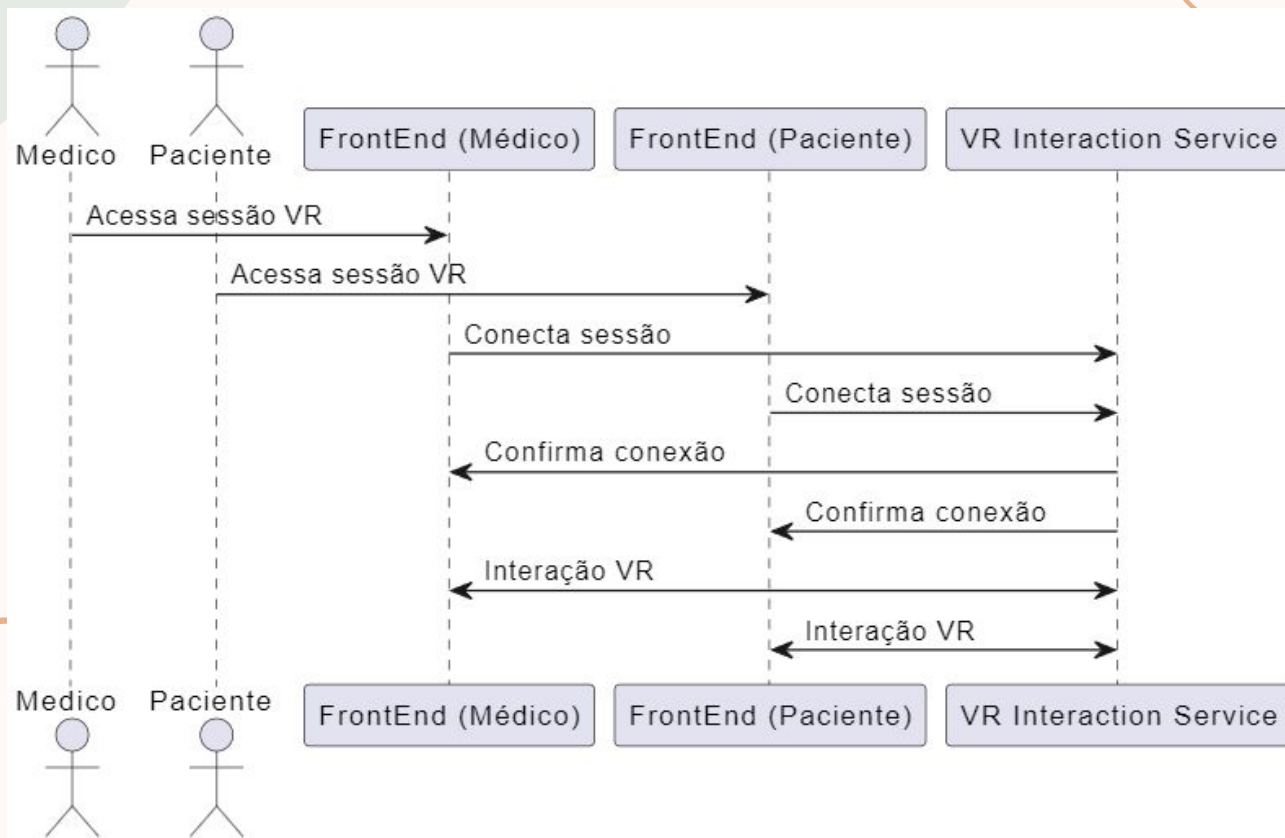 Medico
Paciente
FrontEnd (Médico)
FrontEnd (Paciente)
VR Interaction Service
Acessa sessão VR
Acessa sessão VR
Conecta sessão
Conecta sessão
Confirma conexão
Confirma conexão
Interação VR
Interação VR
Medico
Paciente
FrontEnd (Médico)
FrontEnd (Paciente)
VR Interaction Service